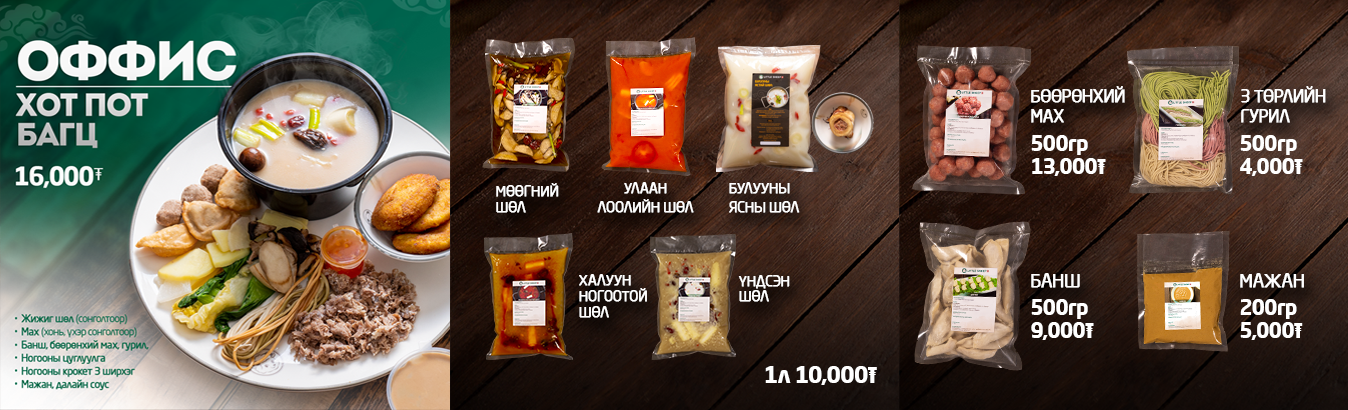 ОФФИС
ХОТ ПОТ
БАГЦ
16,000₮
• Жижиг шөл (сонголтоор)
• Мах (хонь, үхэр сонголтоор)
• Банш, бөөрөнхий мах, гурил,
• Ногооны цуглуулга
• Ногооны крокет 3 ширхэг
• Мажан, далайн соус
МӨӨГНИЙ
ШӨЛ
УЛААН
ЛООЛИЙН ШӨЛ
БУЛУУНЫ
ЯСНЫ ШӨЛ
ХАЛУУН
НОГООТОЙ
ШӨЛ
ҮНДСЭН
ШӨЛ
1л 10,000₮
БӨӨРӨНХИЙ
МАХ
500гр
13,000₮
3 ТӨРЛИЙН
ГУРИЛ
500гр
4,000₮
БАНШ
500гр
9,000₮
МАЖАН
200гр
5,000₮